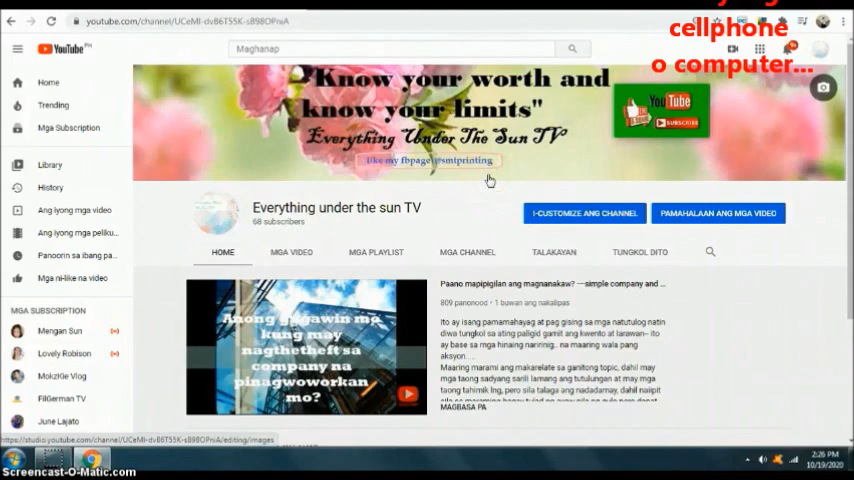 cellphone
o computer...
youtube.com/channel/UCeMI-dvB6T55K-sB98OPniA
YouTube PH
Maghanap
9+
Home
Trending
Mga Subscription
Library
History
Ang iyong mga video
Ang iyong mga peliku...
Panoorin sa ibang pa...
Mga ni-like na video
MGA SUBSCRIPTION
Mengan Sun
Lovely Robison
MokzKie Vlog
FilGerman TV
June Lajato
"Know your worth and
know your limits"
Everything Under The Sun TV
like my fbpage @smtprinting
YouTube
SUBSCRIBE
Everything under the sun TV
68 subscribers
I-CUSTOMIZE ANG CHANNEL
PAMAHALAAN ANG MGA VIDEO
HOME
MGA VIDEO
MGA PLAYLIST
MGA CHANNEL
TALAKAYAN
TUNGKOL DITO
Anong gagawin mo
kung may
nagthetheft sa
company na
pinagwoworkan
mo?
Paano mapipigilan ang magnanakaw? ---simple company and ...
809 panonood • 1 buwan ang nakalipas
Ito ay isang pamamahayag at pag gising sa mga natutulog natin
diwa tungkol sa ating paligid gamit ang kwento at larawan-- ito
ay base sa mga hinaing naririnig.. na maaring wala pang
aksyon....
Maaring marami ang makarelate sa ganitong topic, dahil may
mga taong sadyang sarili lamang ang tutulungan at may mga
taong tahimik lng, pero sila talaga ang nadadamay, dahil naiipit
MAGBASA PA
https://studio.youtube.com/channel/UCeMI-dvB6T55K-sB98OPniA/editing/images
2:26 PM
10/19/2020
Screencast-O-Matic.com